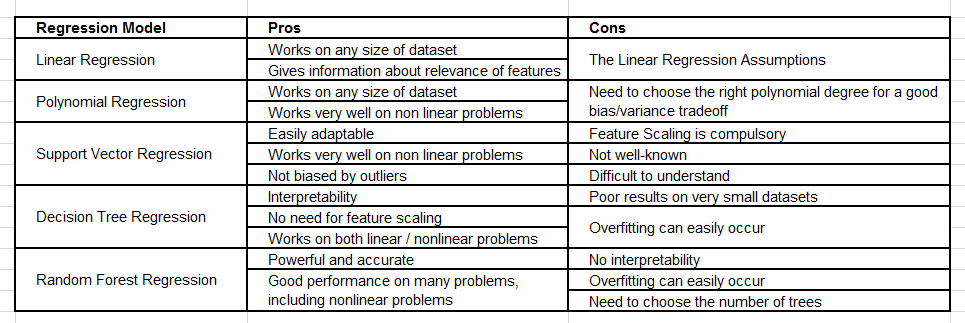 Regression Model Pros Cons
Linear Regression
Works on any size of dataset
Gives information about relevance of features
The Linear Regression Assumptions
Polynomial Regression
Works on any size of dataset
Works very well on non linear problems
Need to choose the right polynomial degree for a good
bias/variance tradeoff
Support Vector Regression
Easily adaptable
Works very well on non linear problems
Not biased by outliers
Feature Scaling is compulsory
Not well-known
Difficult to understand
Decision Tree Regression
Interpretability
No need for feature scaling
Works on both linear / nonlinear problems
Poor results on very small datasets
Overfitting can easily occur
Random Forest Regression
Powerful and accurate
Good performance on many problems,
including nonlinear problems
No interpretability
Overfitting can easily occur
Need to choose the number of trees